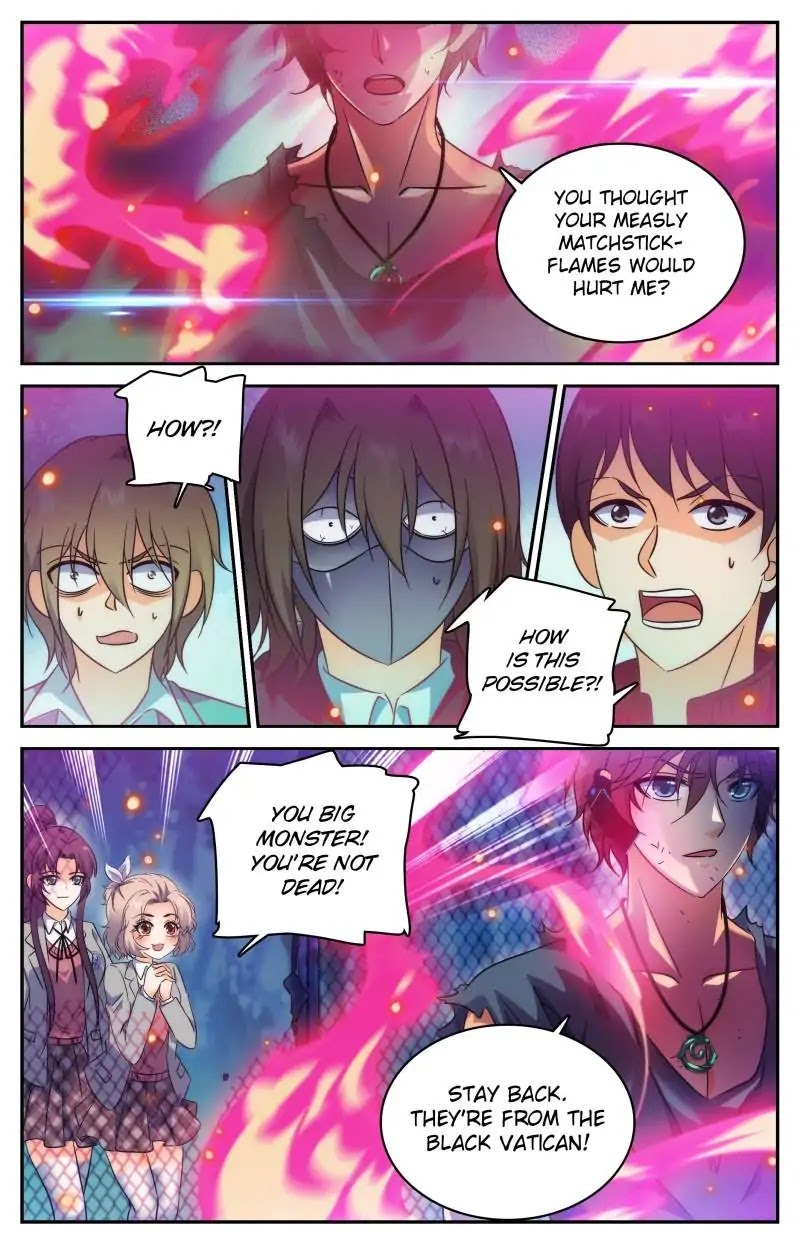 YOU THOUGHT
YOUR MEASLY
MATCHSTICK-
FLAMES WOULD
HURT ME?
HOW?!
HOW
IS THIS
POSSIBLE?!
YOU BIG
MONSTER!
YOU'RE NOT
DEAD!
STAY BACK.
THEY'RE FROM THE
BLACK VATICAN!